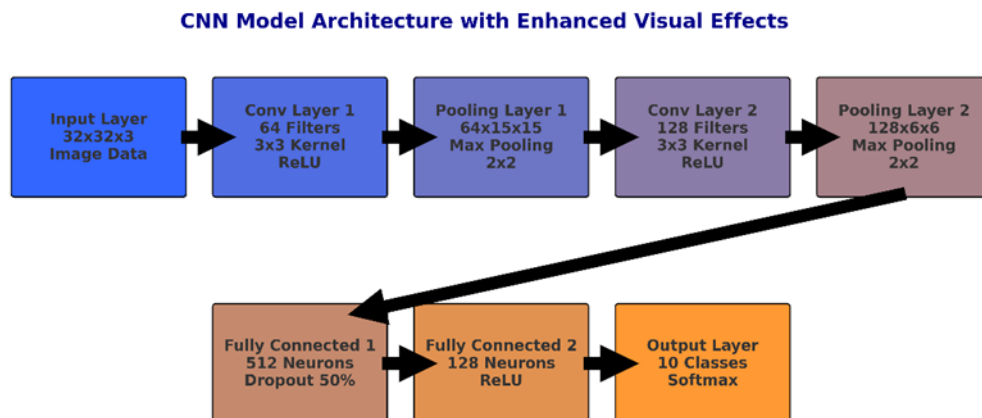 CNN Model Architecture with Enhanced Visual Effects
Input Layer
32x32x3
Image Data
Conv Layer 1
64 Filters
3x3 Kernel
ReLU
Pooling Layer 1
64x15x15
Max Pooling
2x2
Conv Layer 2
128 Filters
3x3 Kernel
ReLU
Pooling Layer 2
128x6x6
Max Pooling
2x2
Fully Connected 1
512 Neurons
Dropout 50%
Fully Connected 2
128 Neurons
ReLU
Output Layer
10 Classes
Softmax